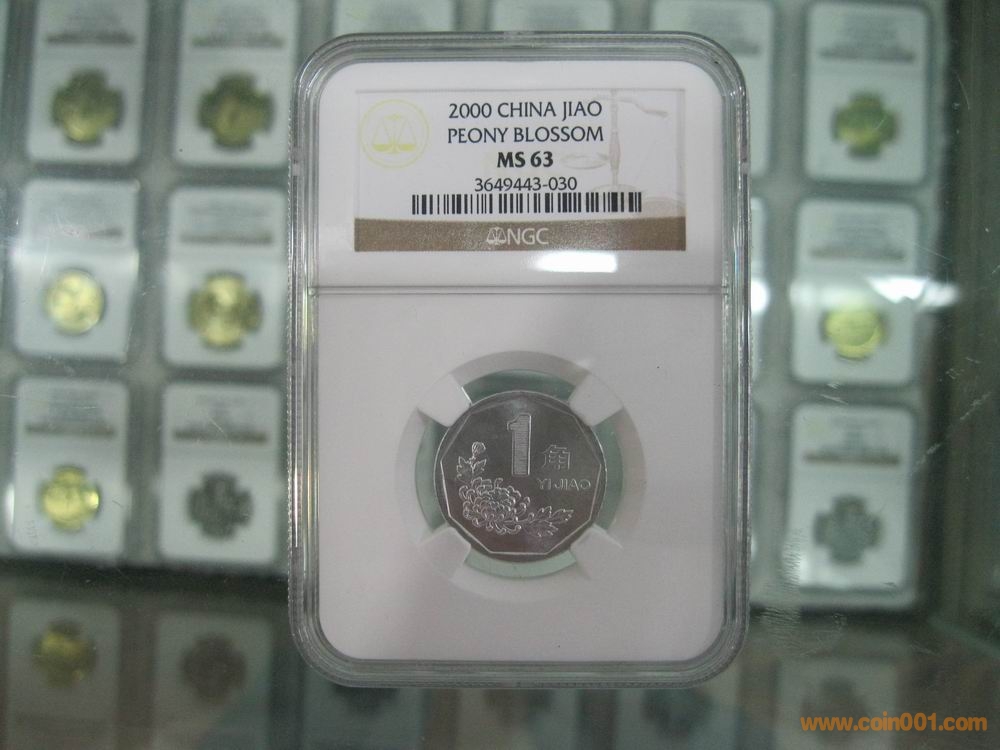 2000 CHINA JIAO
PEONY BLOSSOM
MS 63
3649443-030
NGC
1 角
YI JIAO
www.coin001.com